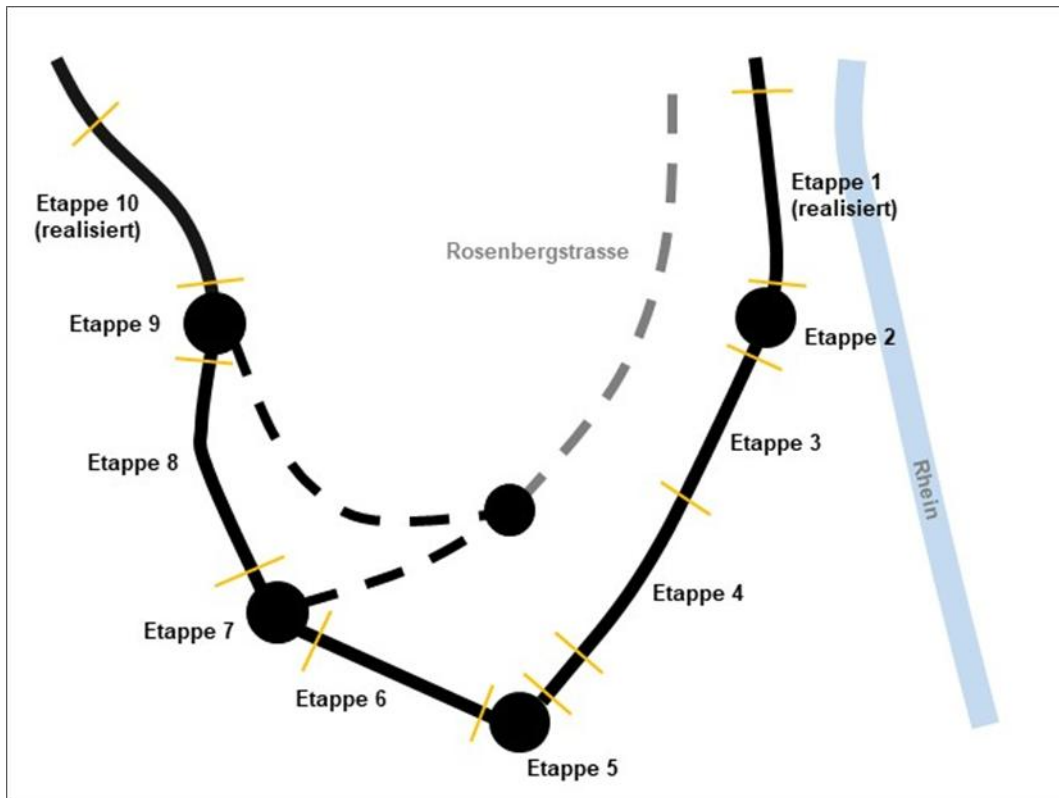 Etappe 1
(realisiert)
Etappe 10
(realisiert)
Rosenbergstrasse
Etappe 9
Etappe 2
Etappe 3
Etappe 8
Rhein
Etappe 4
Etappe 7
Etappe 6
Etappe 5